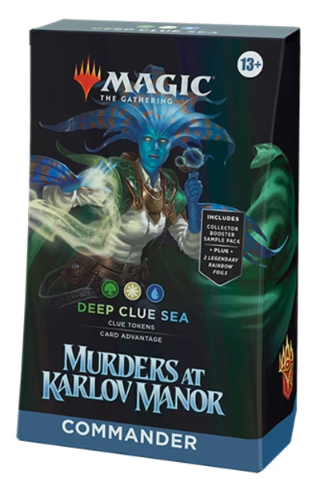 MAGIC
THE GATHERING
13+
INCLUDES
COLLECTOR
BOOSTER
SAMPLE PACK
• PLUS •
2 LEGENDARY
RAINBOW
FOILS
DEEP CLUE SEA
CLUE TOKENS
CARD ADVANTAGE
MURDERS AT
KARLOV MANOR
COMMANDER